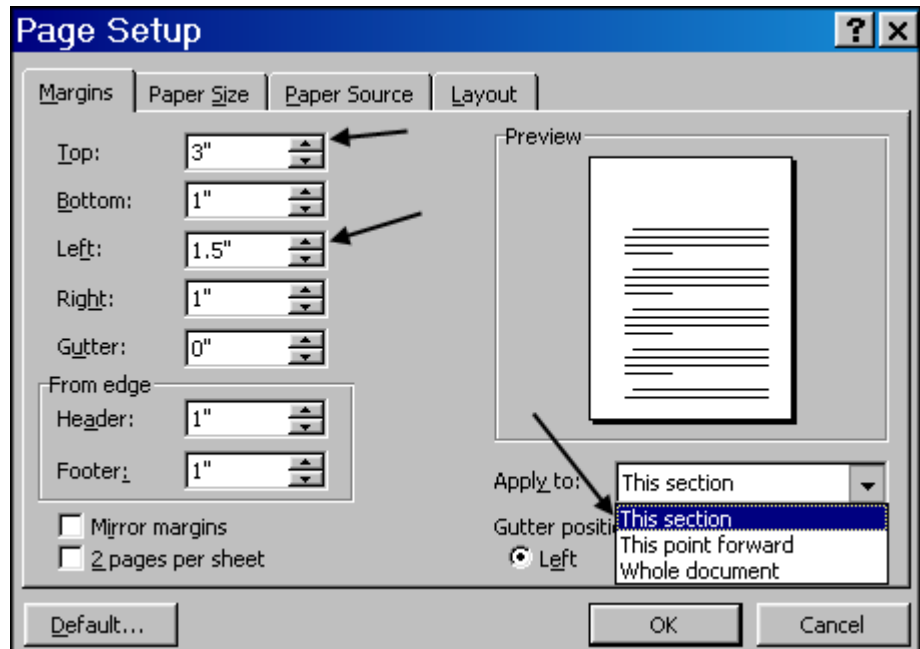 Page Setup
Margins Paper Size Paper Source Layout
Top: 3"
Bottom: 1"
Left: 1.5"
Right: 1"
Gutter: 0"
From edge
Header: 1"
Footer: 1"
Mirror margins
2 pages per sheet
Preview
Apply to: This section
This section
This point forward
Whole document
Gutter positi
Left
Default... OK Cancel